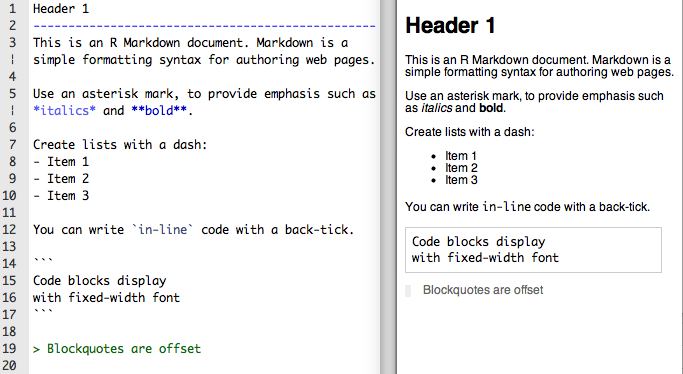 1 Header 1
2 ------------------------------------------------
3 This is an R Markdown document. Markdown is a
simple formatting syntax for authoring web pages.
4
5 Use an asterisk mark, to provide emphasis such as
*italics* and **bold**.
6
7 Create lists with a dash:
8 - Item 1
9 - Item 2
10 - Item 3
11
12 You can write `in-line` code with a back-tick.
13
14 ```
15 Code blocks display
16 with fixed-width font
17 ```
18
19 > Blockquotes are offset
20
Header 1
This is an R Markdown document. Markdown is a
simple formatting syntax for authoring web pages.
Use an asterisk mark, to provide emphasis such
as italics and bold.
Create lists with a dash:
• Item 1
• Item 2
• Item 3
You can write in-line code with a back-tick.
Code blocks display
with fixed-width font
Blockquotes are offset